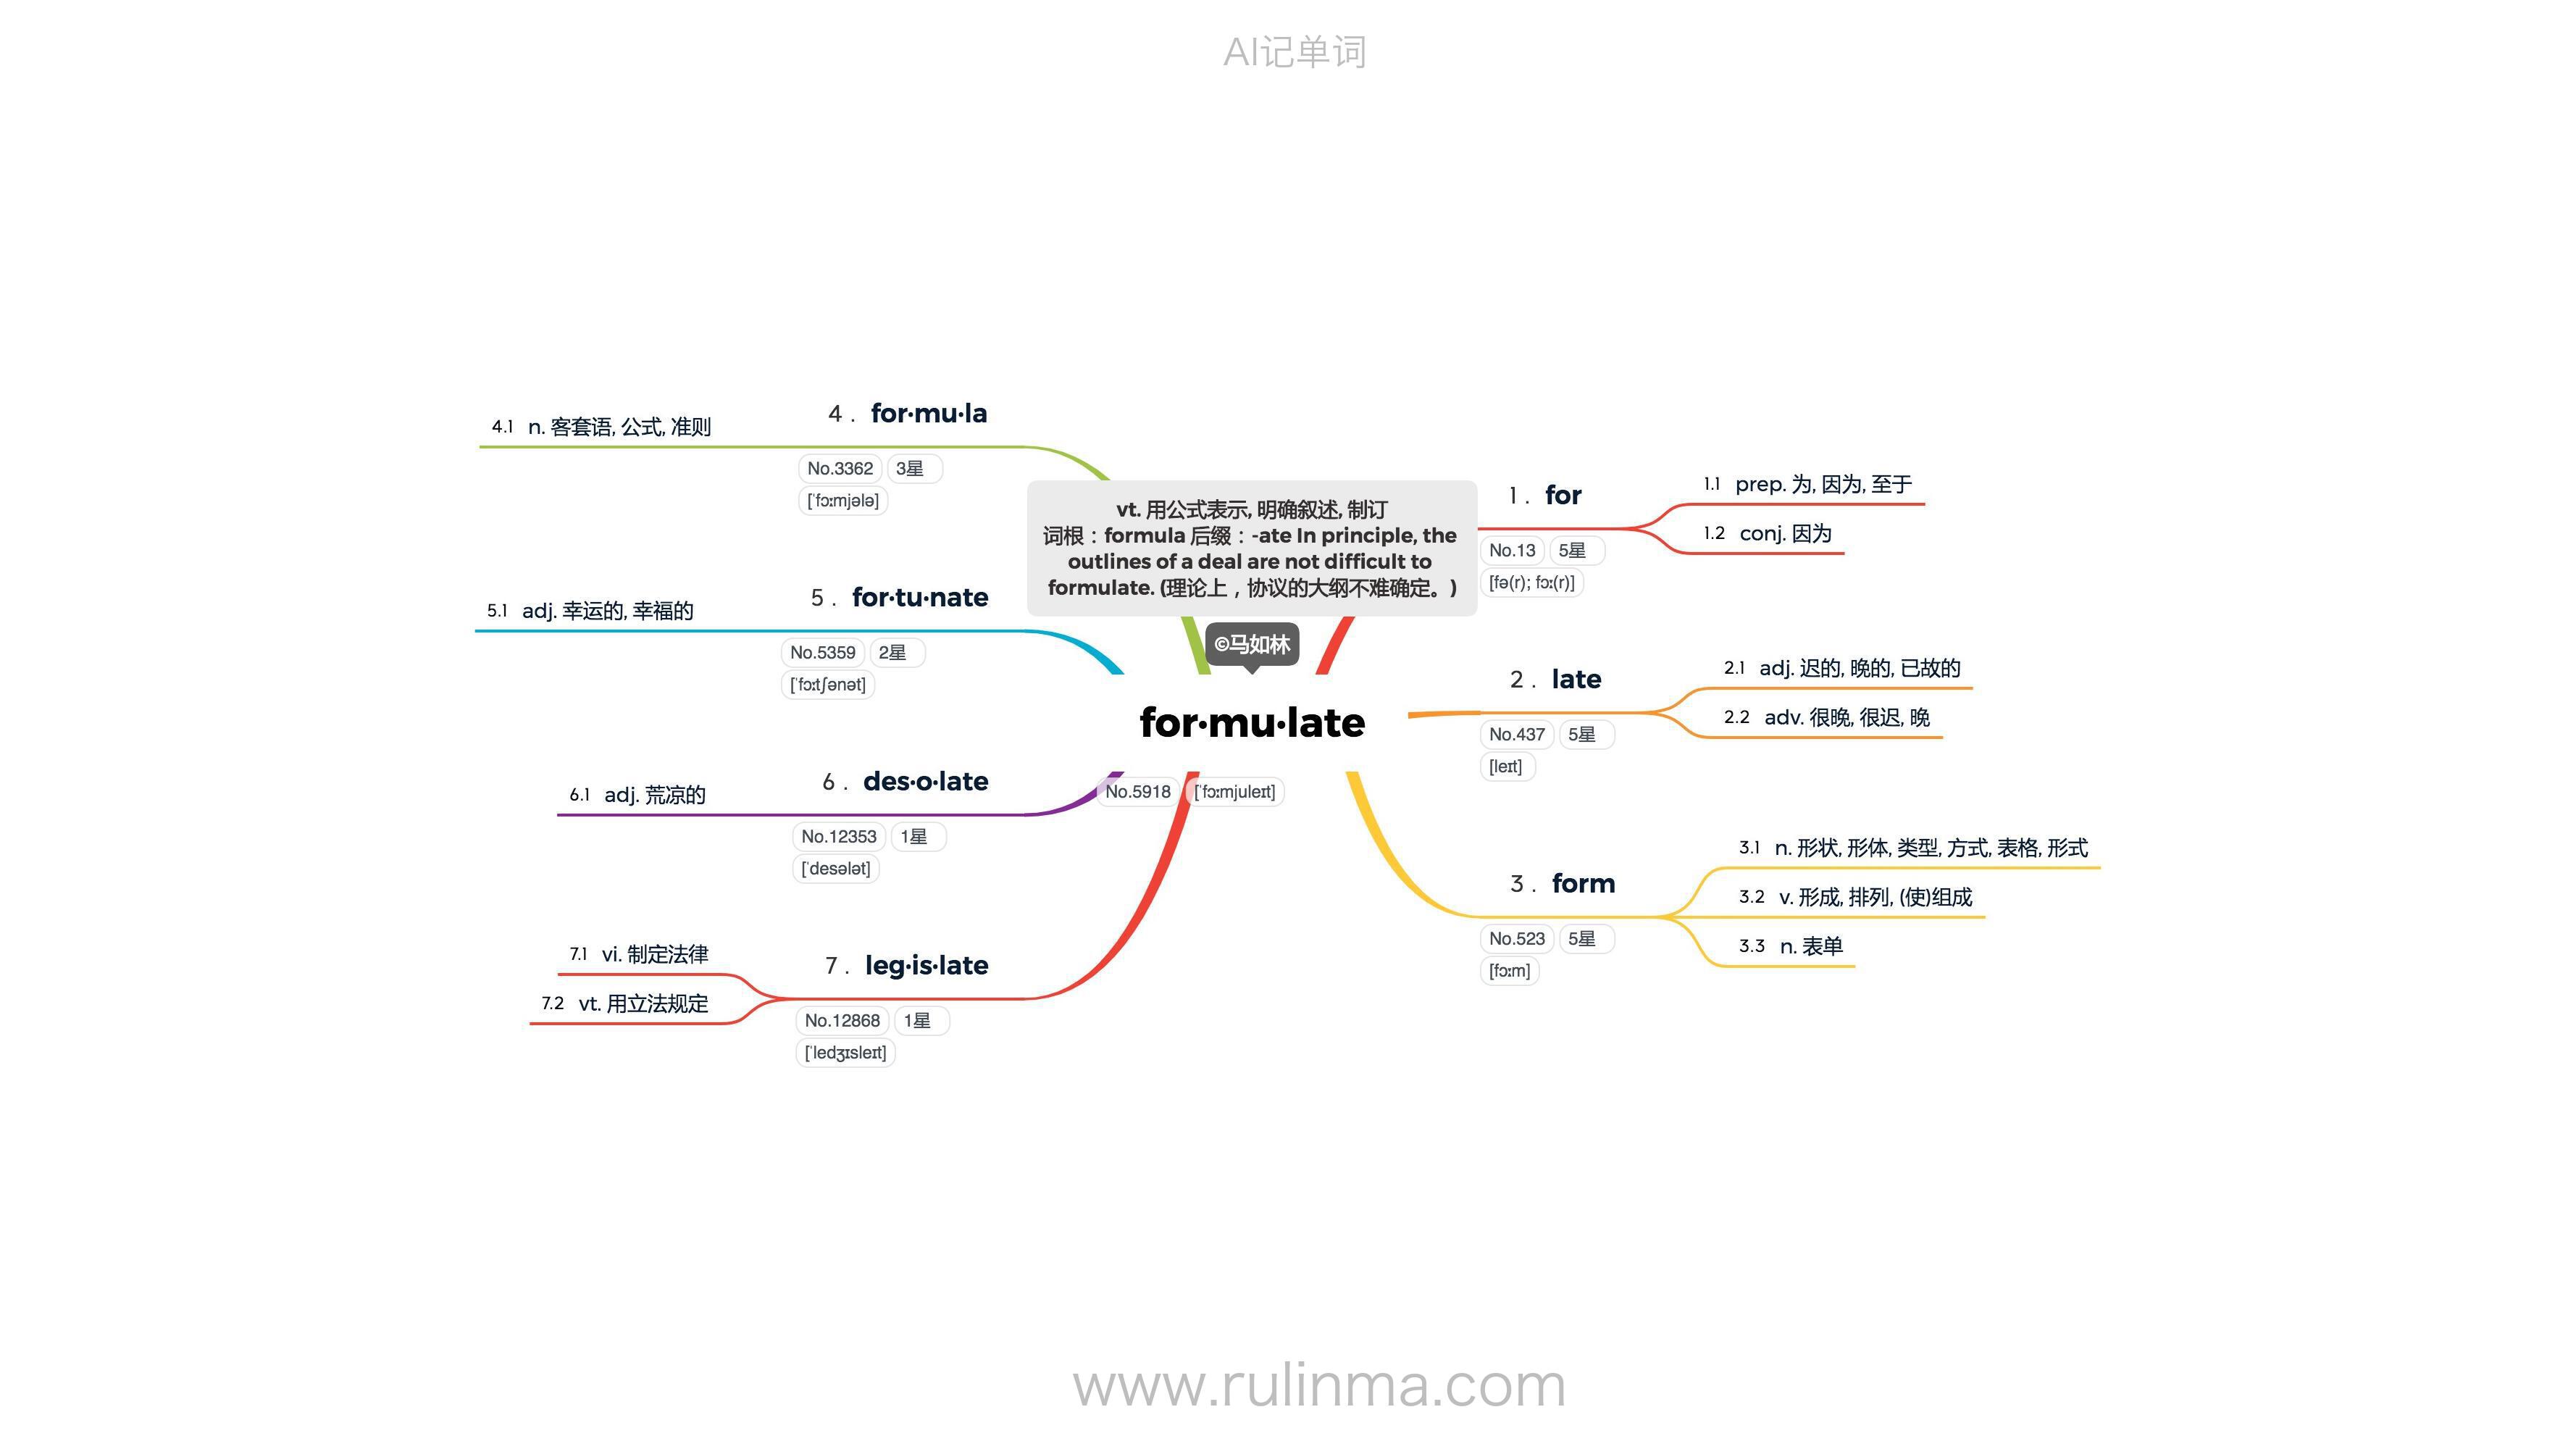 AI记单词
vt. 用公式表示, 明确叙述, 制订
词根：formula 后缀：-ate In principle, the
outlines of a deal are not difficult to
formulate. (理论上，协议的大纲不难确定。)
©马如林
for·mu·late
No.5918 [ˈfɔːmjuleɪt]
1 . for
No.13 5星
[fə(r); fɔː(r)]
1.1 prep. 为, 因为, 至于
1.2 conj. 因为
2 . late
No.437 5星
[leɪt]
2.1 adj. 迟的, 晚的, 已故的
2.2 adv. 很晚, 很迟, 晚
3 . form
No.523 5星
[fɔːm]
3.1 n. 形状, 形体, 类型, 方式, 表格, 形式
3.2 v. 形成, 排列, (使)组成
3.3 n. 表单
4 . for·mu·la
No.3362 3星
[ˈfɔːmjələ]
4.1 n. 客套语, 公式, 准则
5 . for·tu·nate
No.5359 2星
[ˈfɔːtʃənət]
5.1 adj. 幸运的, 幸福的
6 . des·o·late
No.12353 1星
[ˈdesələt]
6.1 adj. 荒凉的
7 . leg·is·late
No.12868 1星
[ˈledʒɪsleɪt]
7.1 vi. 制定法律
7.2 vt. 用立法规定
www.rulinma.com